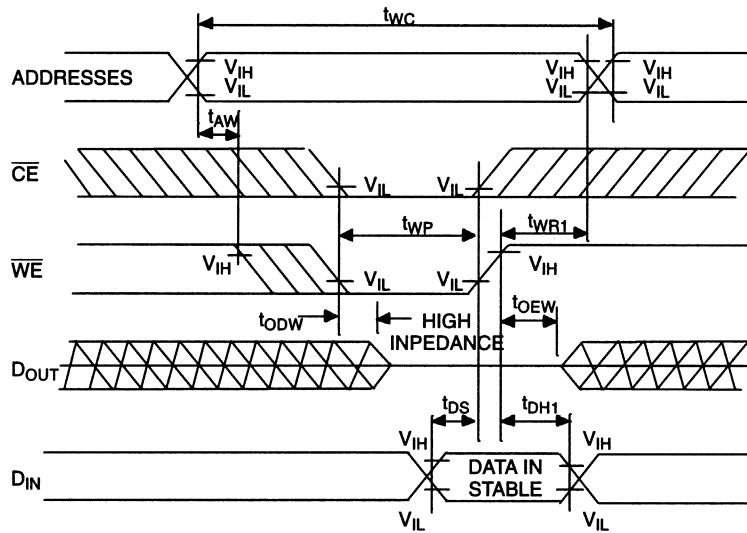 tWC
ADDRESSES
VIH VIH VIH
VIL VIL VIL
tAW
CE
VIL VIL
tWP tWR1
WE
VIH VIH
VIL VIL
tODW HIGH tOEW
INPEDANCE
DOUT
tDS tDH1
VIH VIH
DIN DATA IN
STABLE
VIL VIL